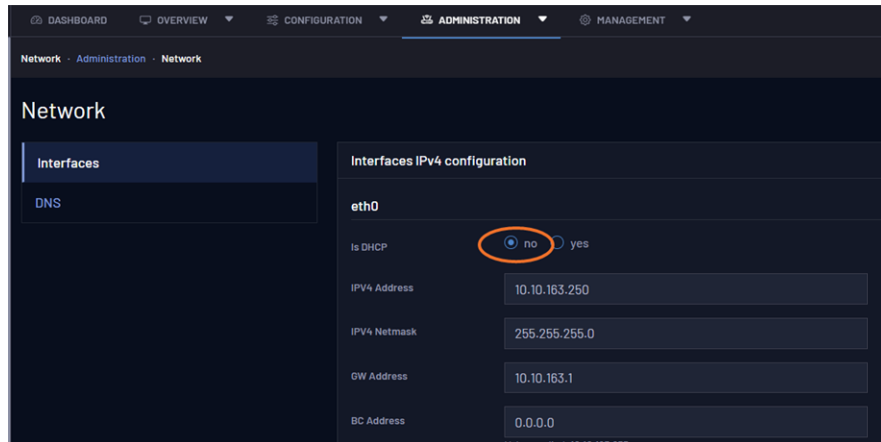 DASHBOARD OVERVIEW CONFIGURATION ADMINISTRATION MANAGEMENT
Network · Administration · Network
Network
Interfaces
DNS
Interfaces IPv4 configuration
eth0
Is DHCP no yes
IPV4 Address 10.10.163.250
IPV4 Netmask 255.255.255.0
GW Address 10.10.163.1
BC Address 0.0.0.0